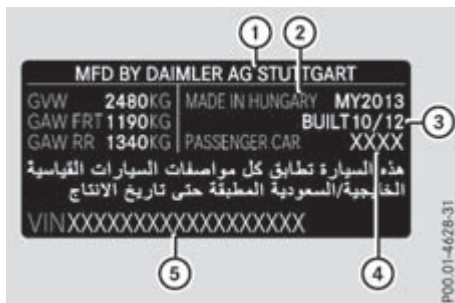 1 2
MFD BY DAIMLER AG STUTTGART
GVW 2480KG MADE IN HUNGARY MY2013
GAW FRT 1190KG BUILT 10/12 3
GAW RR 1340KG PASSENGER CAR XXXX
هذه السيارة تطابق كل مواصفات السيارات القياسية
الخليجية/السعودية المطبقة حتى تاريخ الانتاج
VIN XXXXXXXXXXXXXXXXXX
5 4
P00.01-4628-31